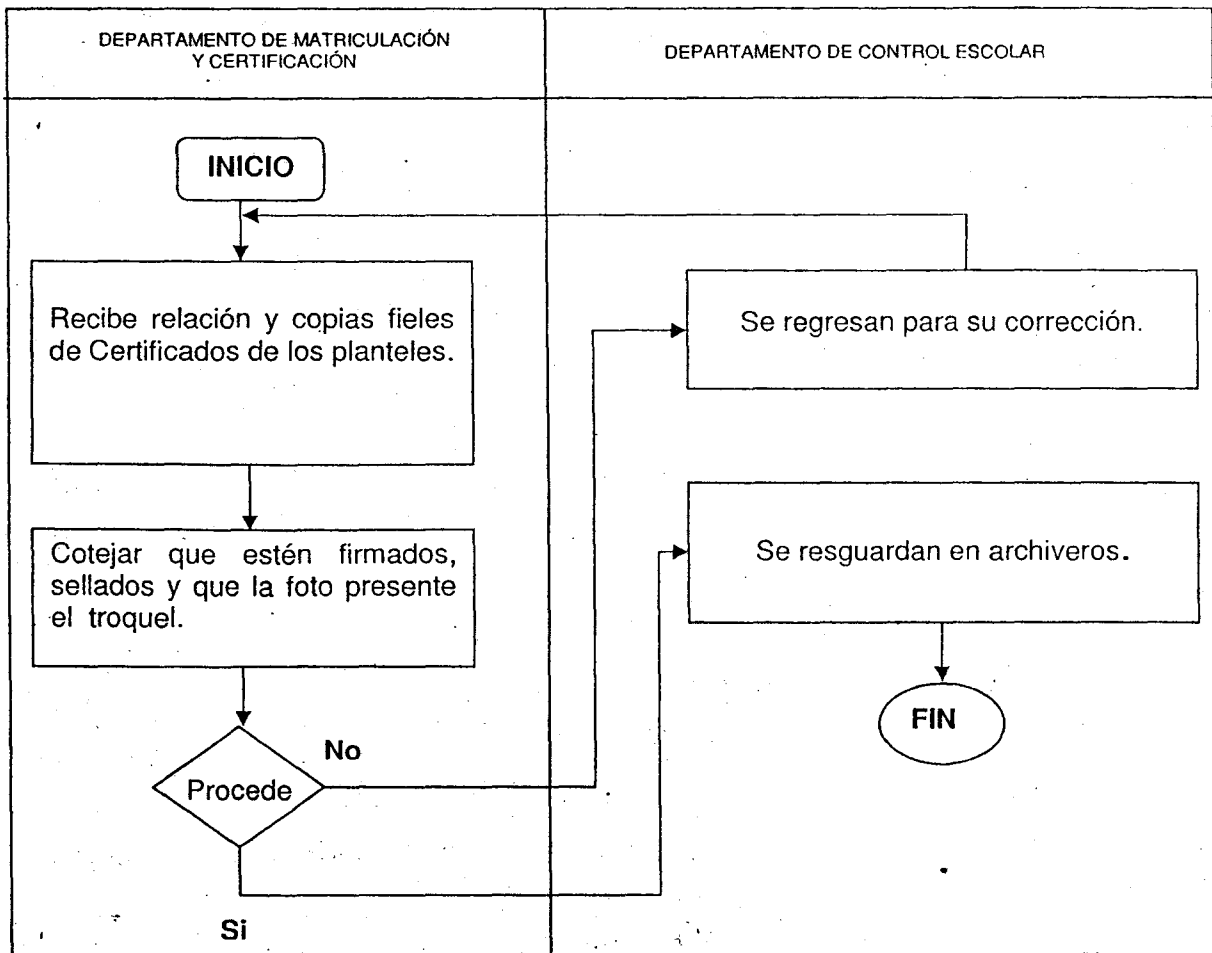 DEPARTAMENTO DE MATRICULACIÓN
Y CERTIFICACIÓN
DEPARTAMENTO DE CONTROL ESCOLAR
INICIO
Recibe relación y copias fieles
de Certificados de los planteles.
Se regresan para su corrección.
Cotejar que estén firmados,
sellados y que la foto presente
el troquel.
Se resguardan en archiveros.
FIN
No
Procede
Si